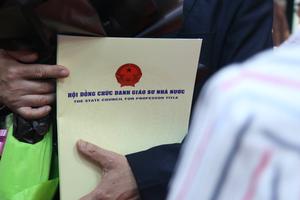 HỘI ĐỒNG CHỨC DANH GIÁO SƯ NHÀ NƯỚC
THE STATE COUNCIL FOR PROFESSOR TITLE